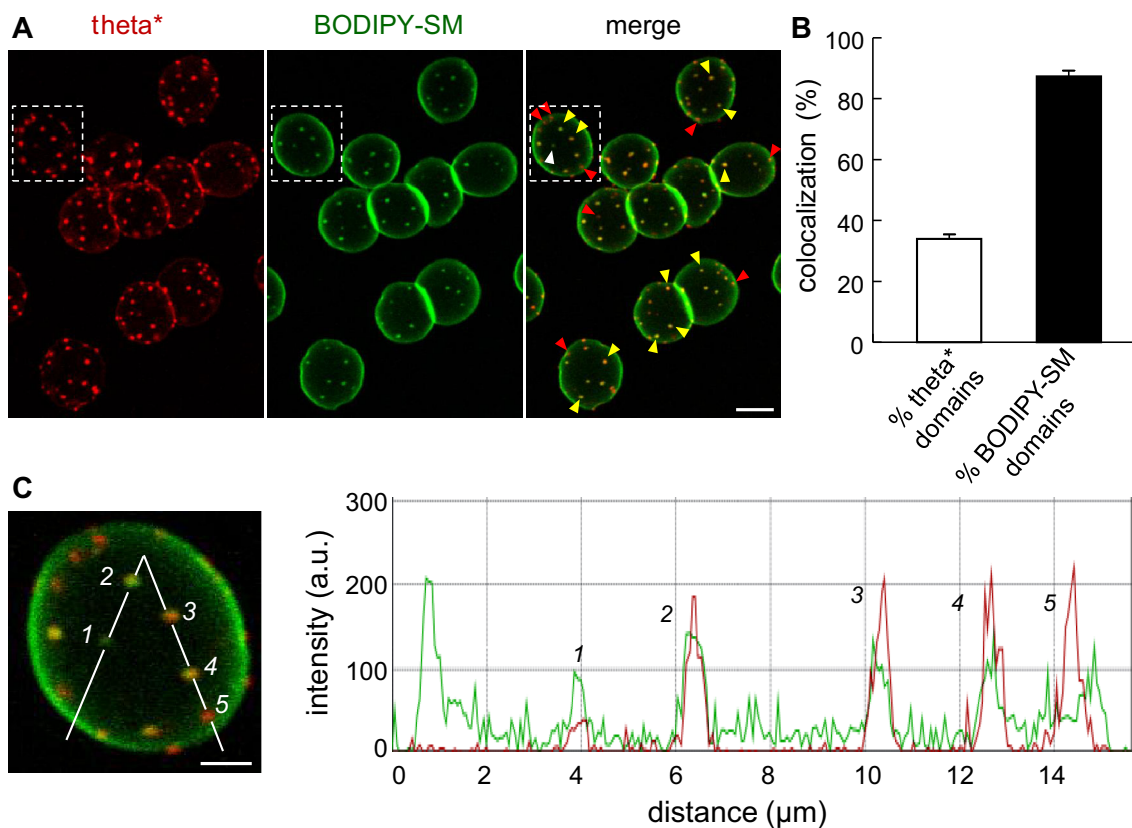 A
theta*
BODIPY-SM
merge
B
colocalization (%)
100
80
60
40
20
0
% theta*
domains
% BODIPY-SM
domains
C
1
2
3
4
5
intensity (a.u.)
300
200
100
0
1
2
3
4
5
0 2 4 6 8 10 12 14
distance (µm)